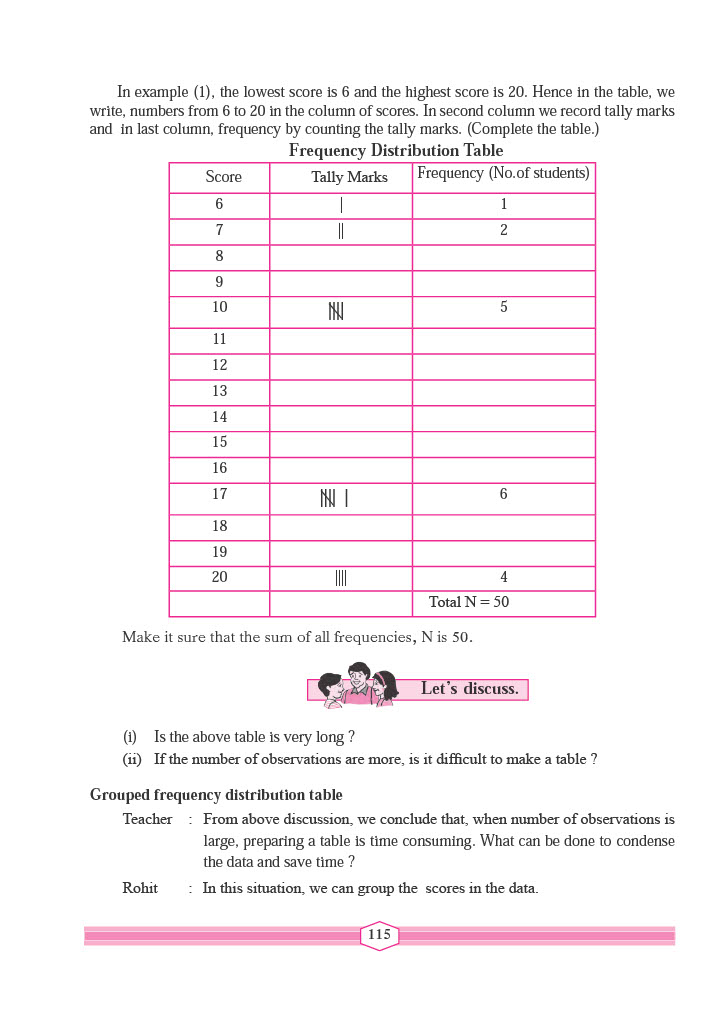 In example (1), the lowest score is 6 and the highest score is 20. Hence in the table, we
write, numbers from 6 to 20 in the column of scores. In second column we record tally marks
and in last column, frequency by counting the tally marks. (Complete the table.)
Frequency Distribution Table
Score Tally Marks Frequency (No.of students)
6 | 1
7 || 2
8
9
10 𝍸 5
11
12
13
14
15
16
17 𝍸 | 6
18
19
20 |||| 4
Total N = 50
Make it sure that the sum of all frequencies, N is 50.
Let's discuss.
(i) Is the above table is very long ?
(ii) If the number of observations are more, is it difficult to make a table ?
Grouped frequency distribution table
Teacher : From above discussion, we conclude that, when number of observations is
large, preparing a table is time consuming. What can be done to condense
the data and save time ?
Rohit : In this situation, we can group the scores in the data.
115